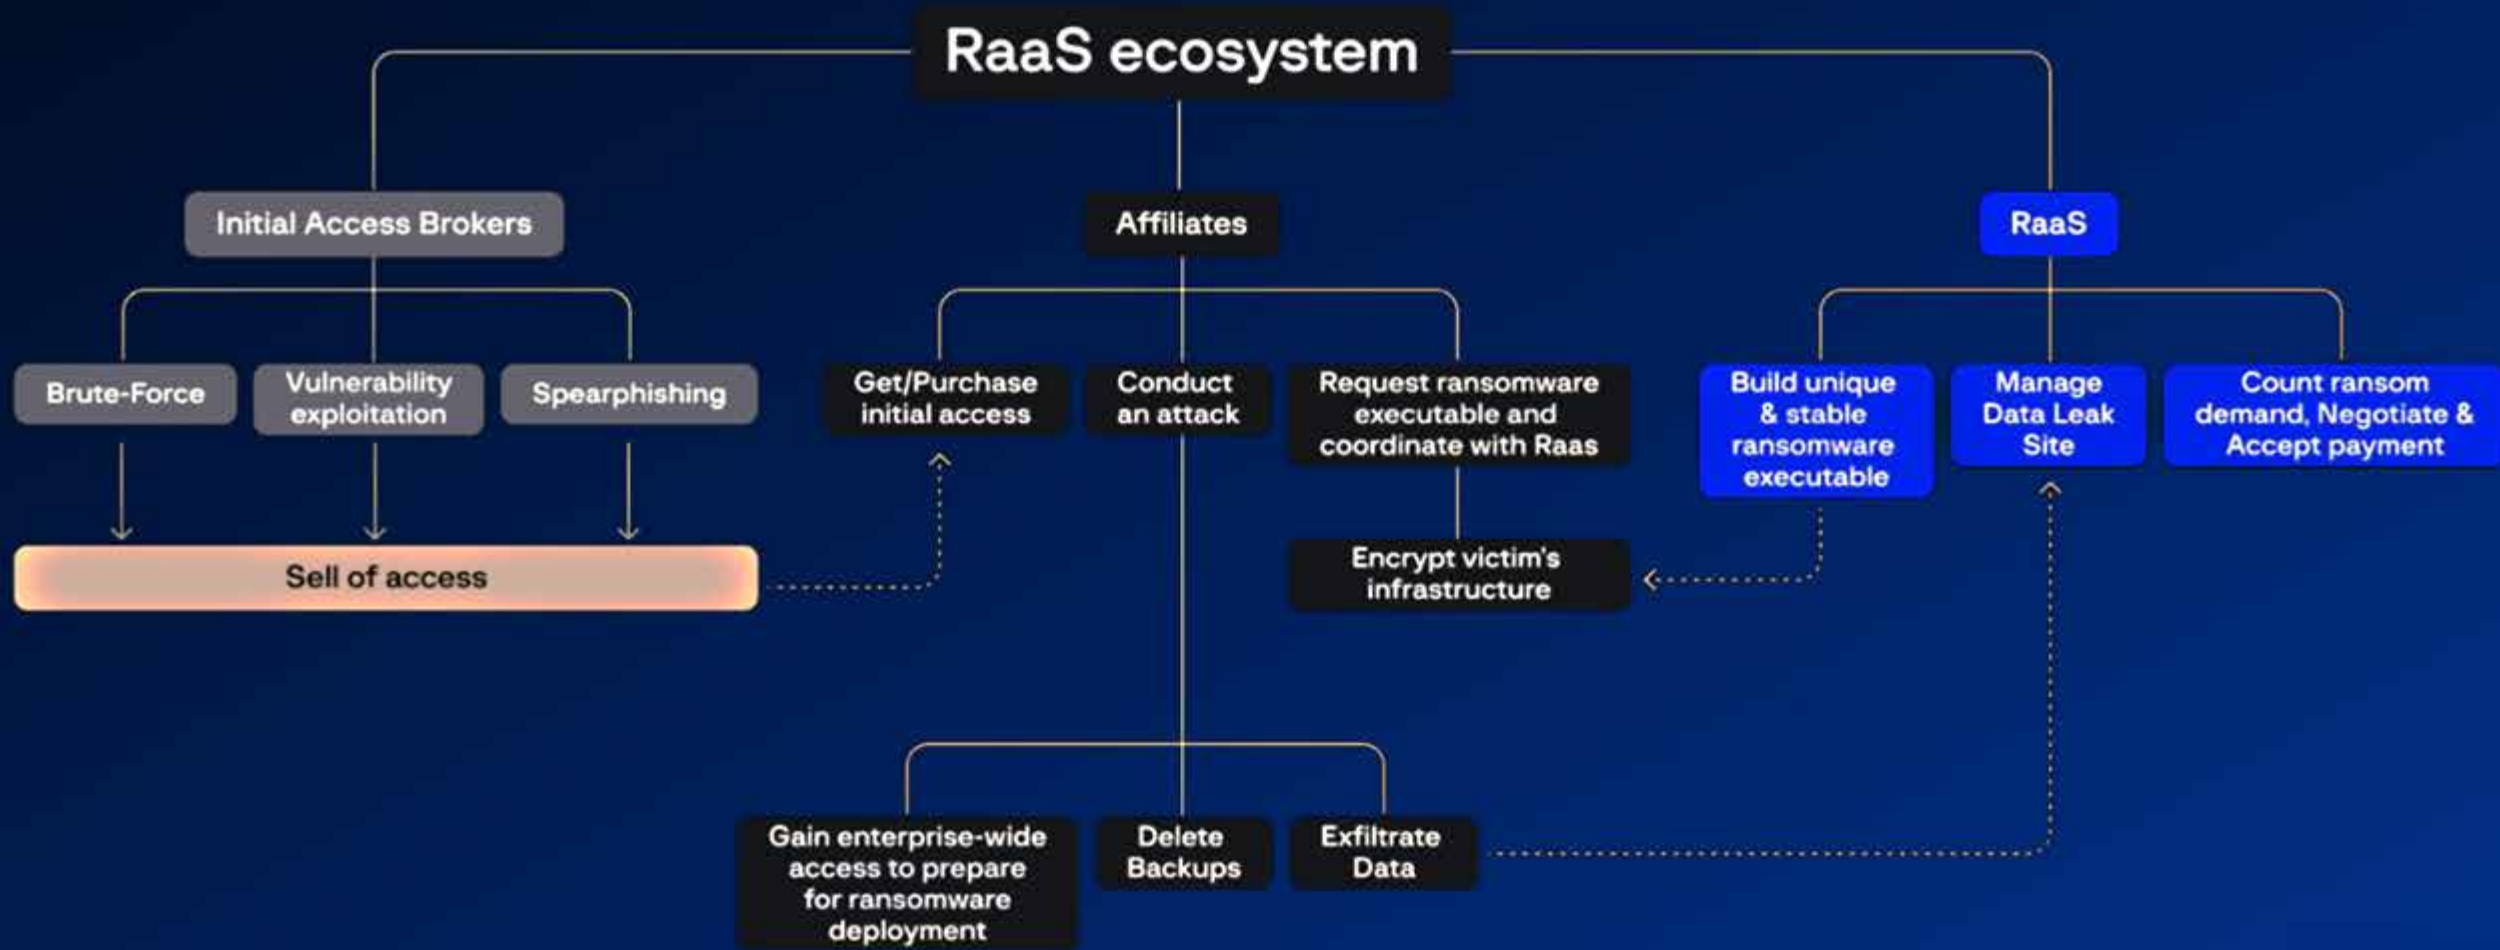 RaaS ecosystem
Initial Access Brokers
Affiliates
RaaS
Brute-Force
Vulnerability
exploitation
Spearphishing
Get/Purchase
initial access
Conduct
an attack
Request ransomware
executable and
coordinate with Raas
Build unique
& stable
ransomware
executable
Manage
Data Leak
Site
Count ransom
demand, Negotiate &
Accept payment
Sell of access
Encrypt victim's
infrastructure
Gain enterprise-wide
access to prepare
for ransomware
deployment
Delete
Backups
Exfiltrate
Data